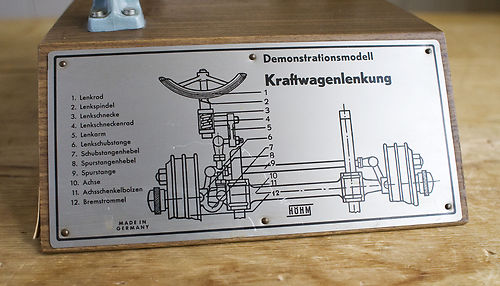 Demonstrationsmodell
Kraftwagenlenkung
1. Lenkrad
2. Lenkspindel
3. Lenkschnecke
4. Lenkschneckenrad
5. Lenkarm
6. Lenkschubstange
7. Schubstangenhebel
8. Spurstangenhebel
9. Spurstange
10. Achse
11. Achsschenkelbolzen
12. Bremstrommel
1
2
3
4
5
6
7
8
9
10
11
12
MADE IN
GERMANY
HÖHM